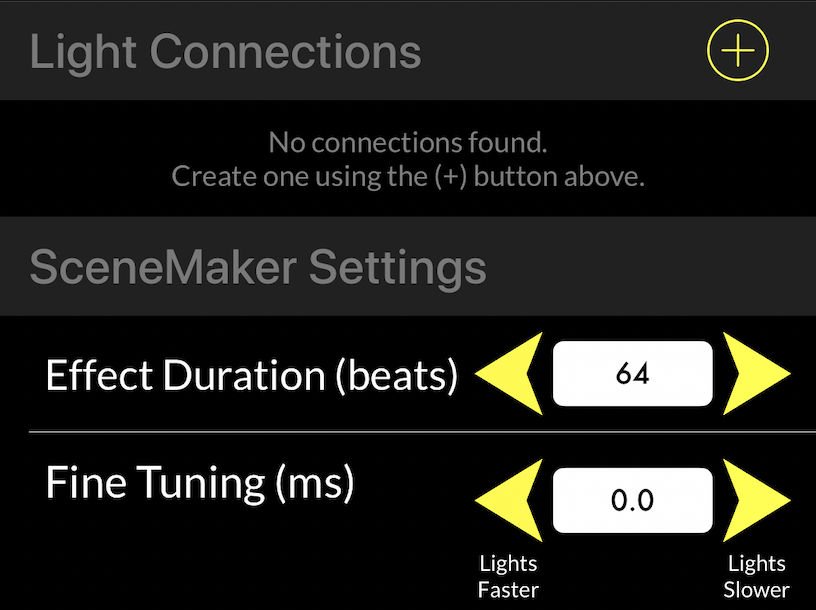 Light Connections
No connections found.
Create one using the (+) button above.
SceneMaker Settings
Effect Duration (beats)
64
Fine Tuning (ms)
0.0
Lights
Faster
Lights
Slower